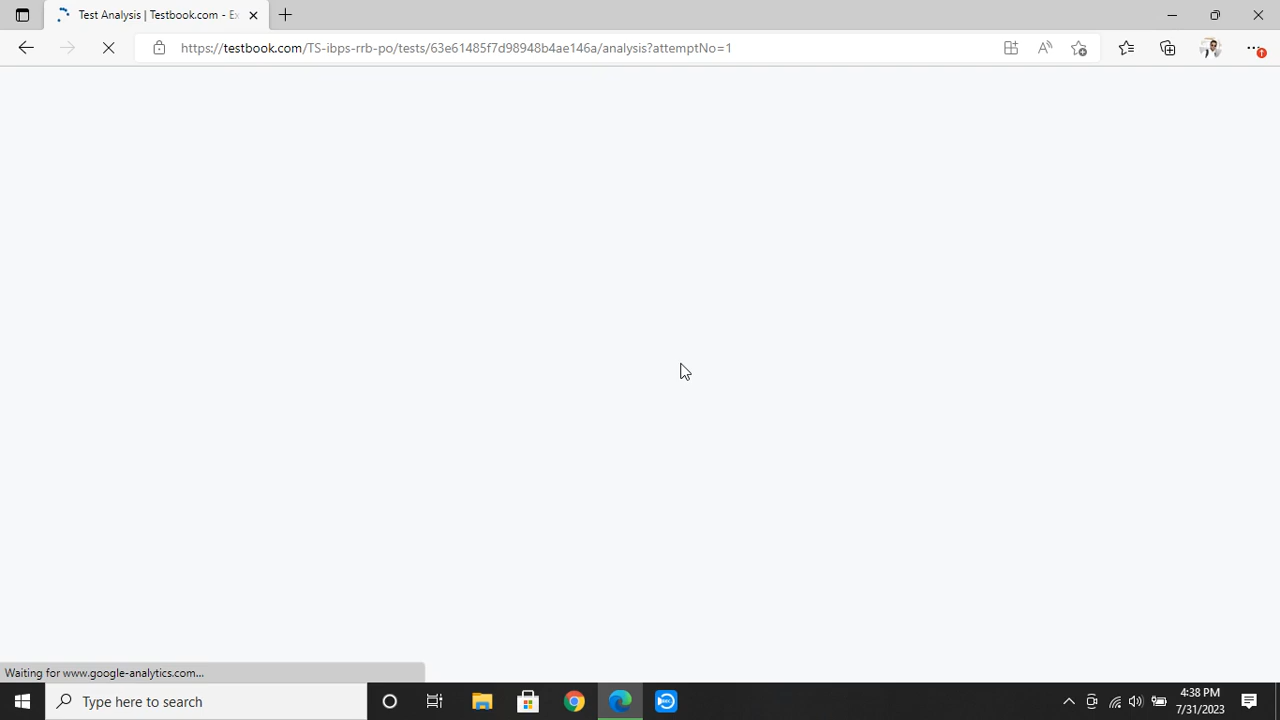 Test Analysis | Testbook.com - Ex
https://testbook.com/TS-ibps-rrb-po/tests/63e61485f7d98948b4ae146a/analysis?attemptNo=1
Waiting for www.google-analytics.com...
Type here to search
4:38 PM
7/31/2023